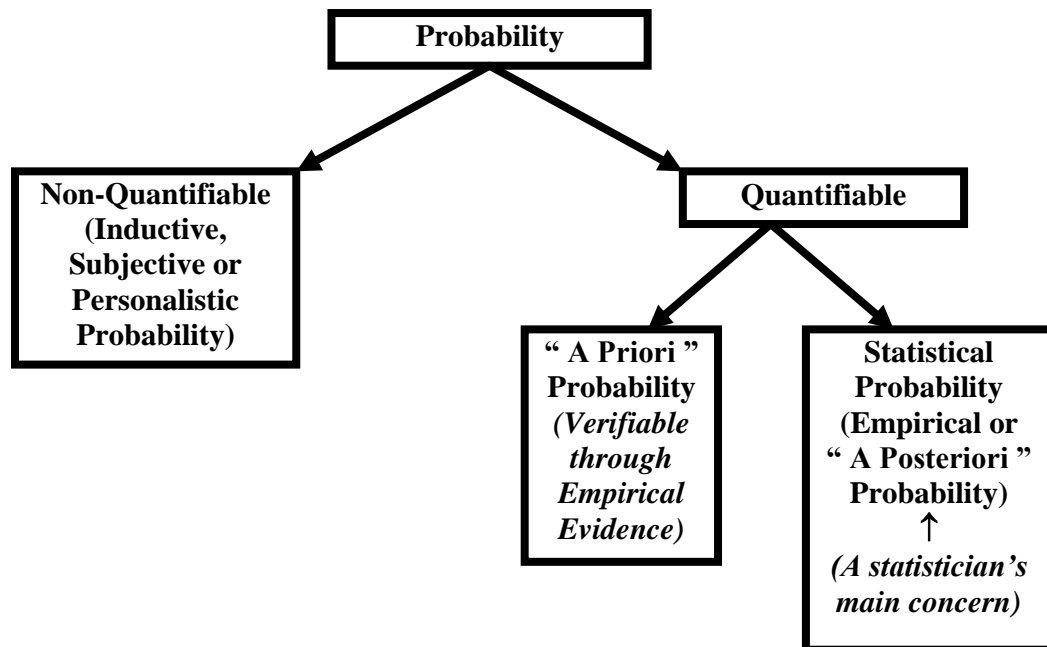 Probability
Non-Quantifiable
(Inductive,
Subjective or
Personalistic
Probability)
Quantifiable
“ A Priori ”
Probability
(Verifiable
through
Empirical
Evidence)
Statistical
Probability
(Empirical or
“ A Posteriori ”
Probability)
↑
(A statistician’s
main concern)